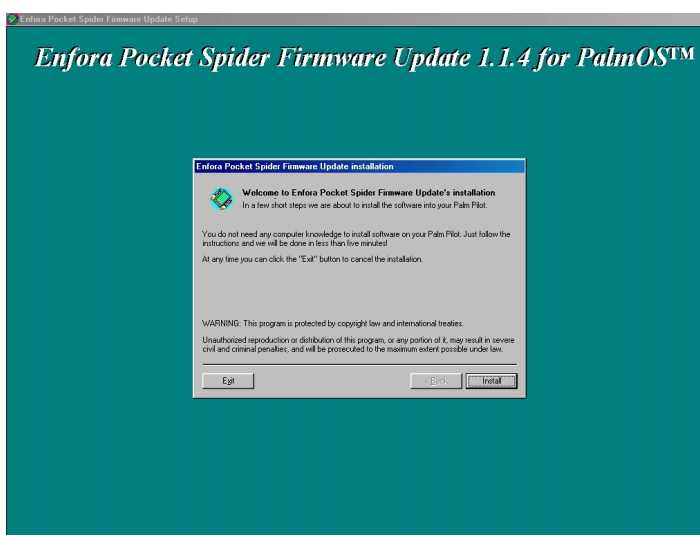 Enfora Pocket Spider Firmware Update Setup
Enfora Pocket Spider Firmware Update 1.1.4 for PalmOS™
Enfora Pocket Spider Firmware Update installation
Welcome to Enfora Pocket Spider Firmware Update's installation
In a few short steps we are about to install the software into your Palm Pilot.
You do not need any computer knowledge to install software on your Palm Pilot. Just follow the
instructions and we will be done in less than five minutes!
At any time you can click the "Exit" button to cancel the installation.
WARNING: This program is protected by copyright law and international treaties.
Unauthorized reproduction or distribution of this program, or any portion of it, may result in severe
civil and criminal penalties, and will be prosecuted to the maximum extent possible under law.
Exit
< Back
Install